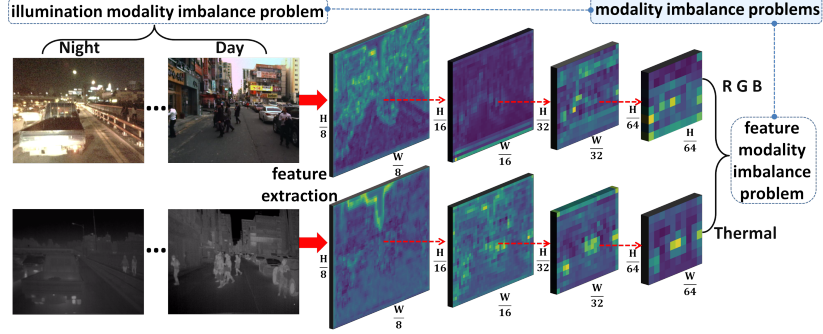 illumination modality imbalance problem
modality imbalance problems
Night
Day
R G B
H
8
W
8
H
16
W
16
H
32
W
32
H
64
H
64
feature
extraction
feature
modality
imbalance
problem
Thermal
H
8
W
8
H
16
W
16
H
32
W
32
H
64
W
64